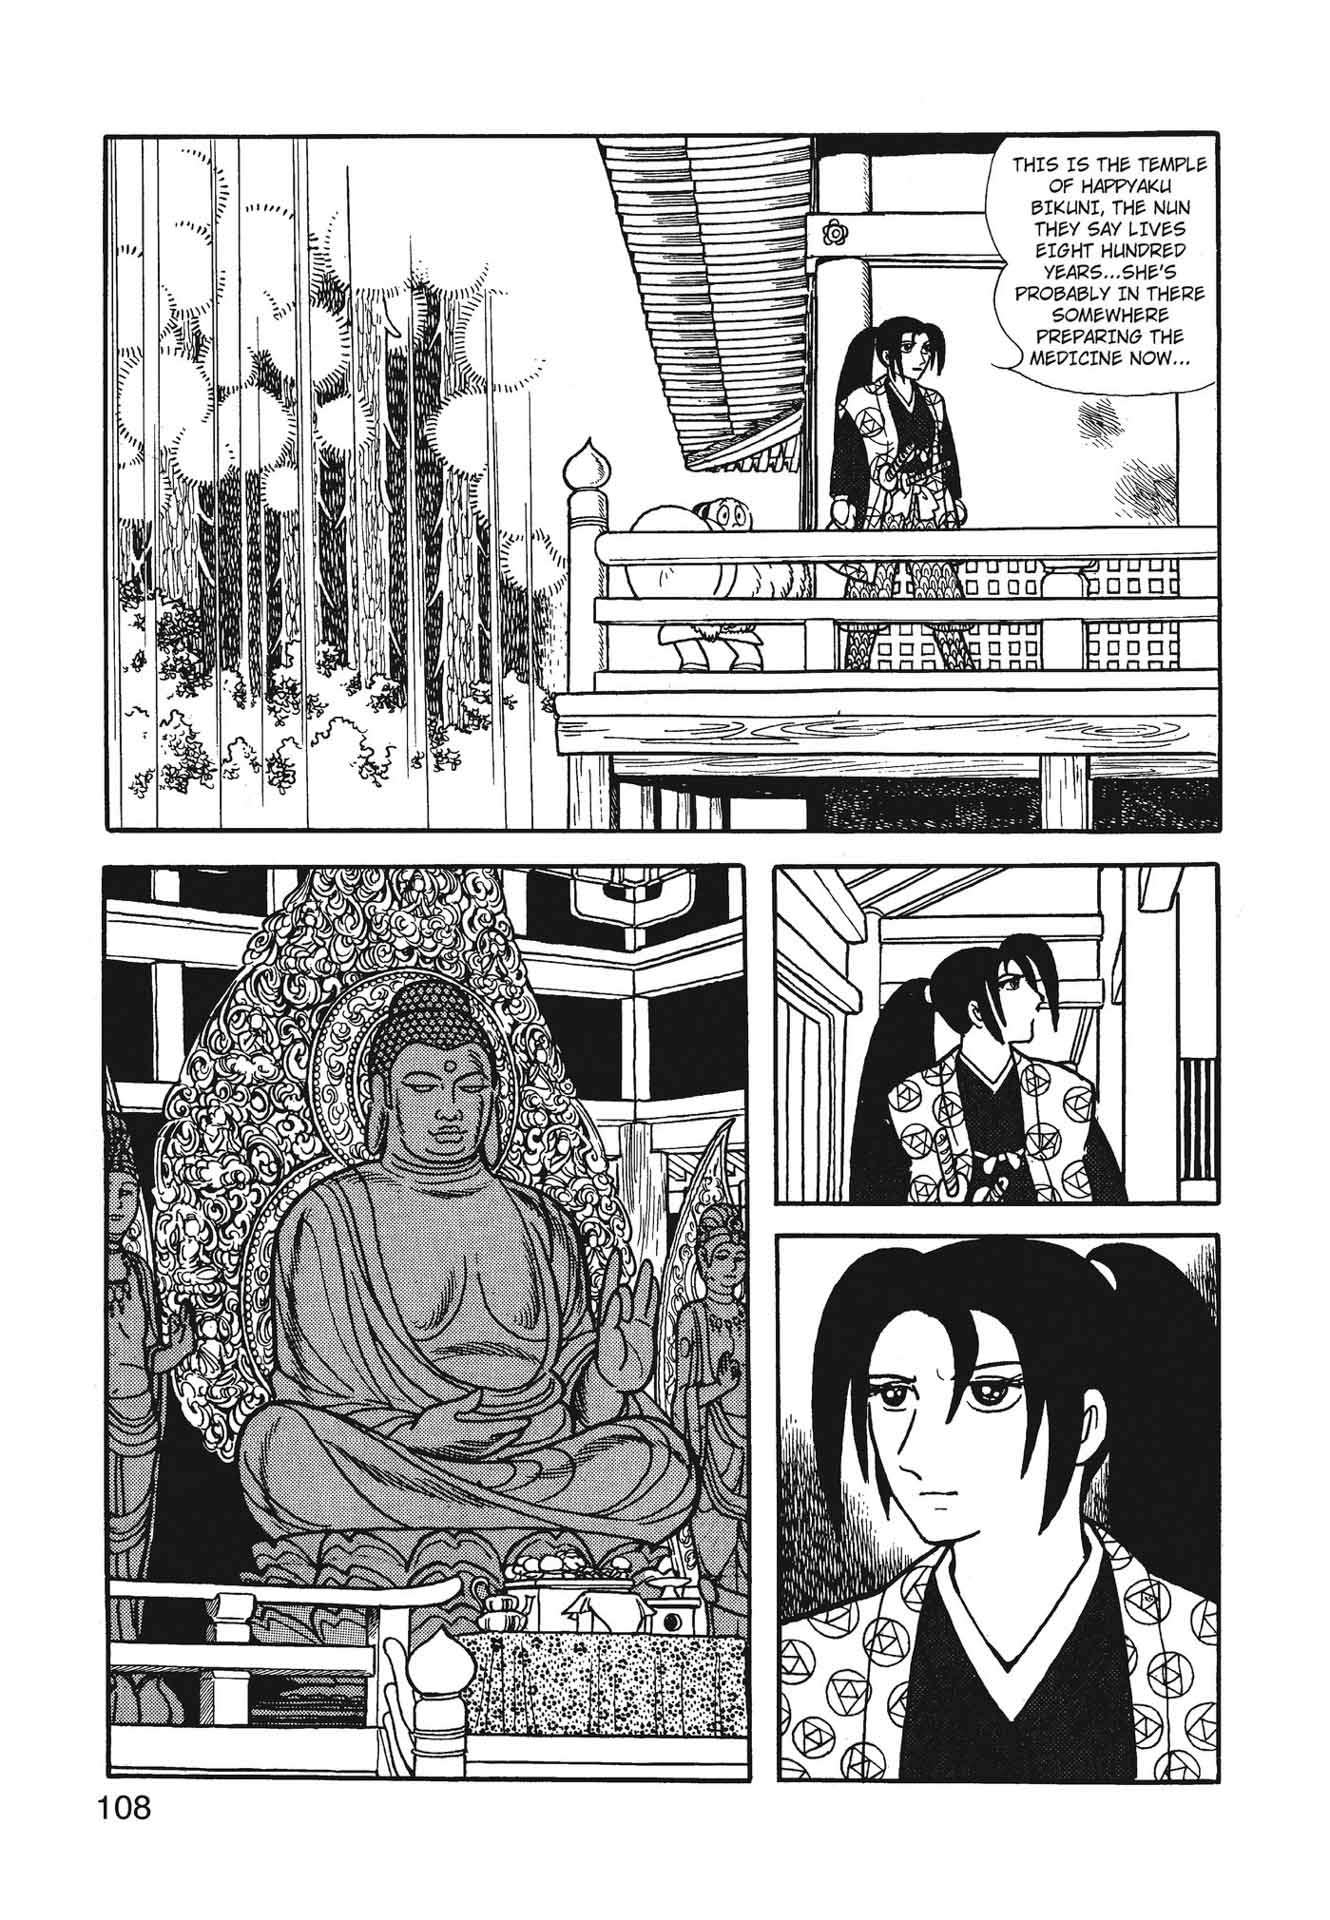 THIS IS THE TEMPLE
OF HAPPYAKU
BIKUNI, THE NUN
THEY SAY LIVES
EIGHT HUNDRED
YEARS...SHE'S
PROBABLY IN THERE
SOMEWHERE
PREPARING THE
MEDICINE NOW...
108